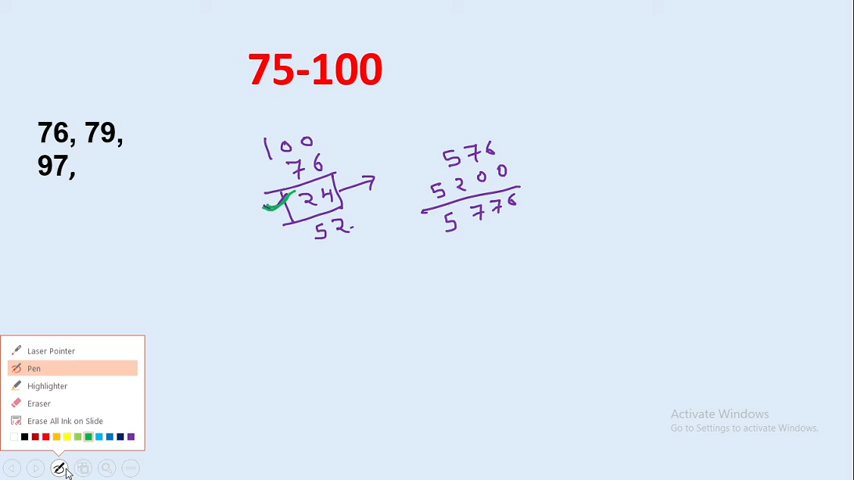 75-100
76, 79,
97,
100
76
24
52
576
5200
5776
Laser Pointer
Pen
Highlighter
Eraser
Erase All Ink on Slide
Activate Windows
Go to Settings to activate Windows.